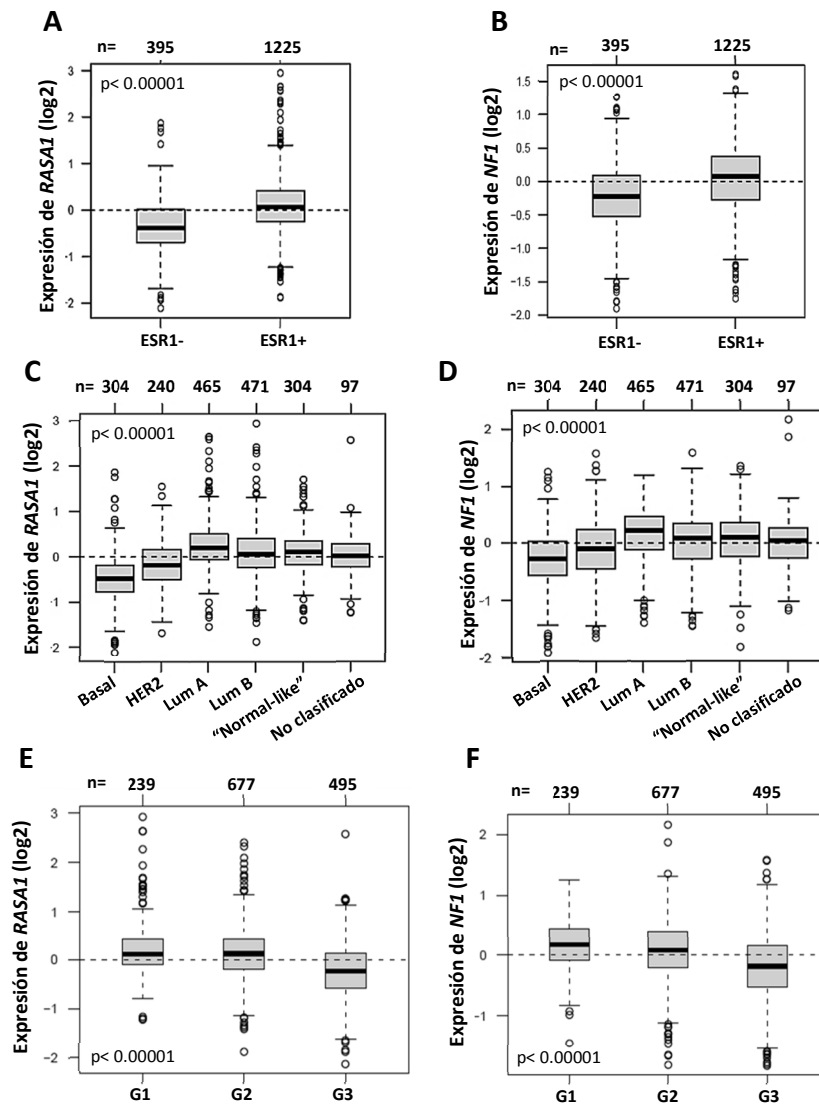 A
n= 395 1225
Expresión de RASA1 (log2)
p< 0.00001
3
2
1
0
-1
-2
ESR1- ESR1+
B
n= 395 1225
Expresión de NF1 (log2)
p< 0.00001
1.5
1.0
0.5
0.0
-0.5
-1.0
-1.5
-2.0
ESR1- ESR1+
C
n= 304 240 465 471 304 97
Expresión de RASA1 (log2)
p< 0.00001
3
2
1
0
-1
-2
Basal HER2 Lum A Lum B “Normal-like” No clasificado
D
n= 304 240 465 471 304 97
Expresión de NF1 (log2)
p< 0.00001
2
1
0
-1
-2
Basal HER2 Lum A Lum B “Normal-like” No clasificado
E
n= 239 677 495
Expresión de RASA1 (log2)
3
2
1
0
-1
-2
p< 0.00001
G1 G2 G3
F
n= 239 677 495
Expresión de NF1 (log2)
2
1
0
-1
p< 0.00001
G1 G2 G3